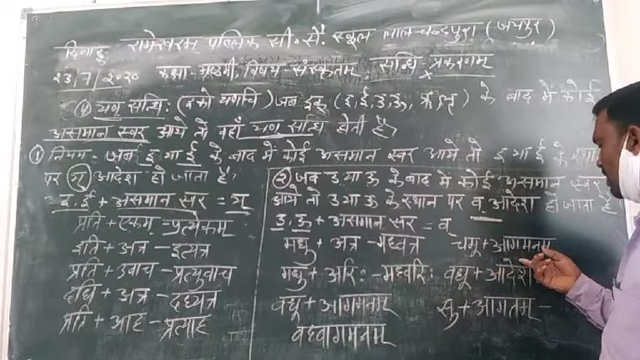 दिनाङ्क: रामेश्वरम पब्लिक सी. सै. स्कूल लालचन्दपुरा (जयपुर)
23/7/2020 कक्षा-अष्टमी, विषय-संस्कृतम्, सन्धि प्रकरणम्
(4) यण सन्धि: (इको यणचि) जब इक् (इ,ई,उ,ऊ, ऋ के बाद में कोई
असमान स्वर आये तो वहाँ यण् सन्धि होती है,
(1) नियम- जब इ या ई के बाद में कोई असमान स्वर आये तो इ या ई के
पर (य्) आदेश हो जाता है,
इ,ई + असमान स्वर = य्
प्रति + एकम् = प्रत्येकम्
इति + अत्र - इत्यत्र
प्रति + उवाच - प्रत्युवाच
दधि + अत्र - दध्यत्र
प्रति + आह - प्रत्याह
(2) जब उ या ऊ के बाद में कोई असमान स्वर
आये तो उ या ऊ के स्थान पर व् आदेश हो जाता है
उ,ऊ + असमान स्वर = व्
मधु + अत्र - मध्वत्र
मधु + अरि: - मध्वरि:
वधू + आगमनम्
वध्वागमनम्
चमू + आगमनम्
वधू + आदेश
सु + आगतम् -